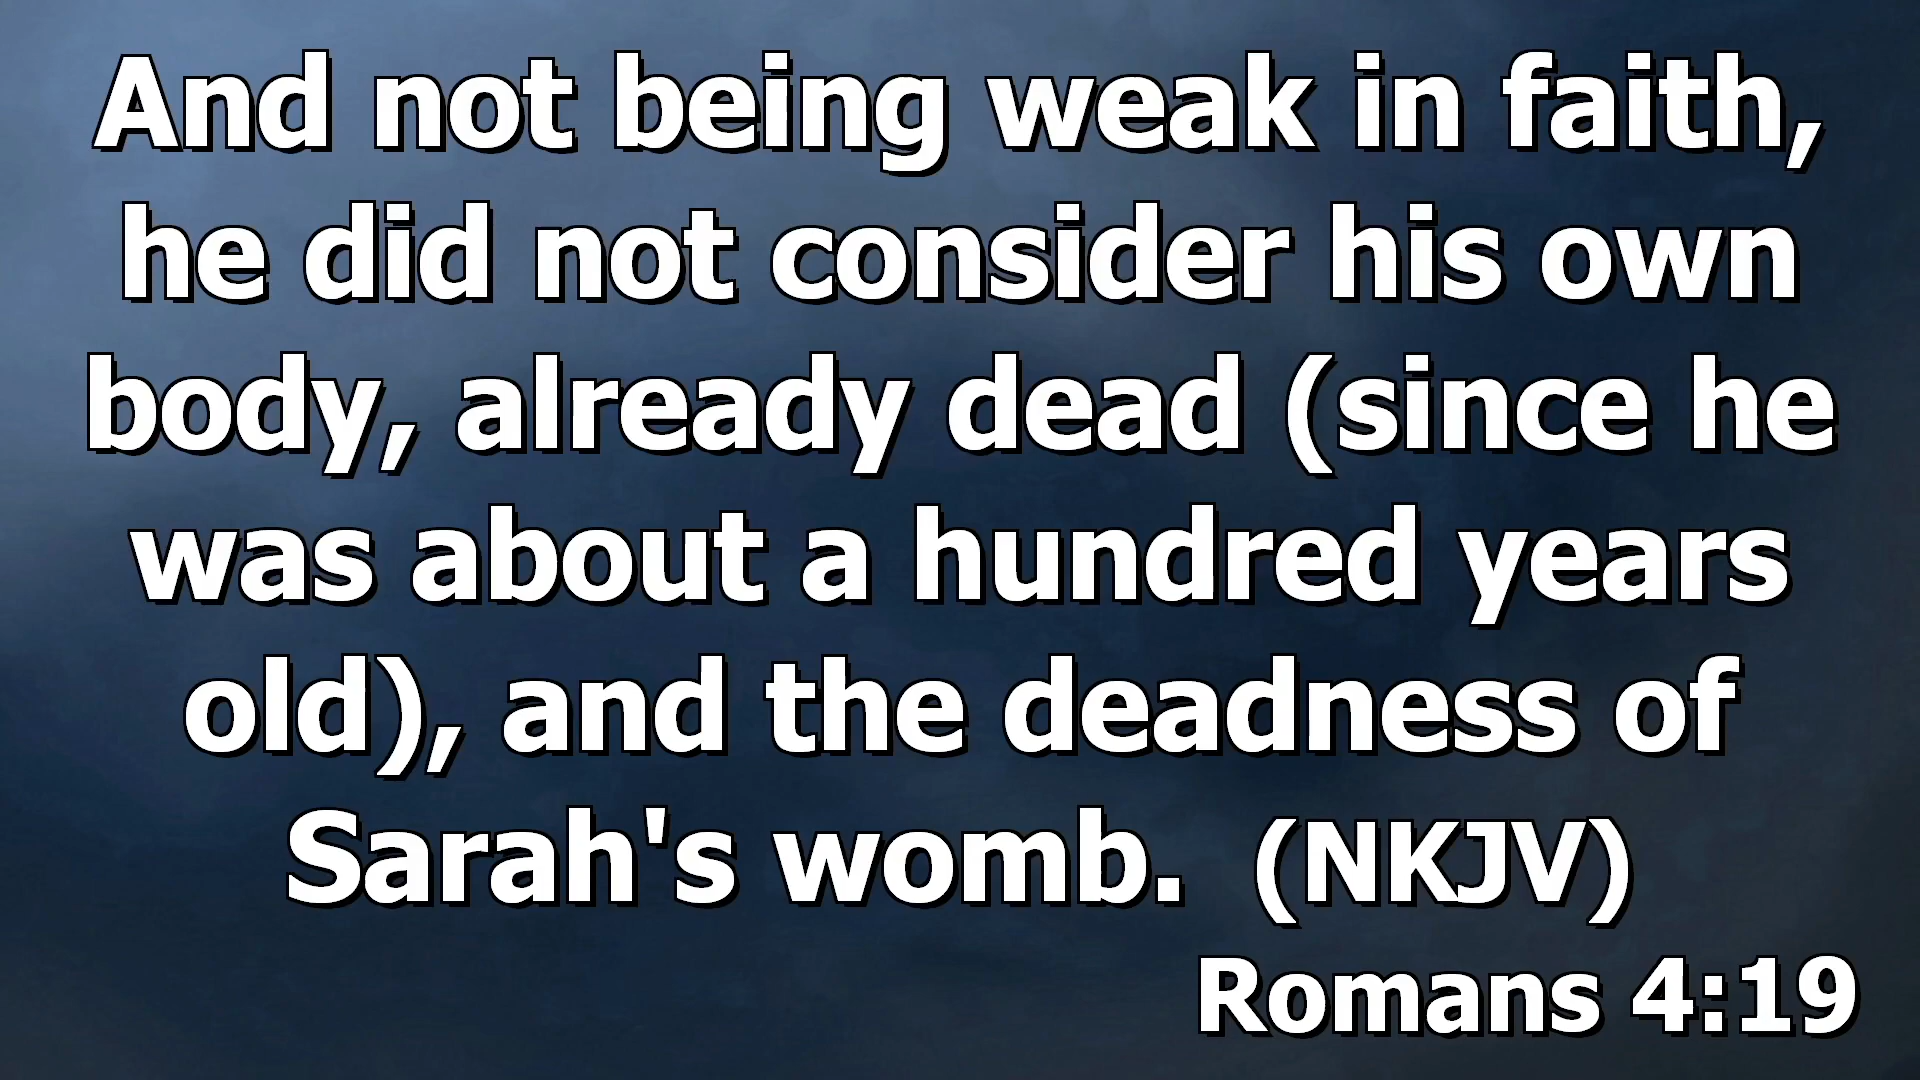 And not being weak in faith,
he did not consider his own
body, already dead (since he
was about a hundred years
old), and the deadness of
Sarah's womb.  (NKJV)
Romans 4:19